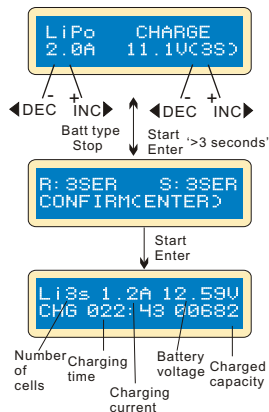 LiPo CHARGE
2.0A 11.1V(3S)
- + - +
◀DEC INC▶ ◀DEC INC▶
Batt type Start
Stop Enter '>3 seconds'
R:3SER S:3SER
CONFIRM(ENTER)
Start
Enter
Li3s 1.2A 12.59V
CHG 022:43 00682
Number of cells
Charging time
Charging current
Battery voltage
Charged capacity